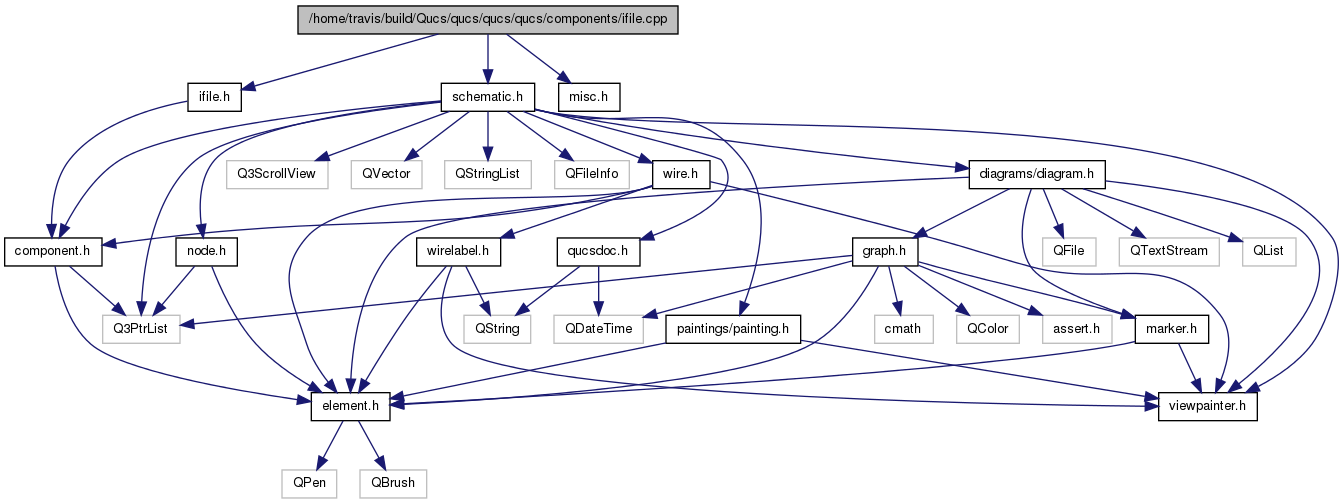 /home/travis/build/Qucs/qucs/qucs/qucs/components/ifile.cpp
ifile.h
schematic.h
misc.h
Q3ScrollView
QVector
QStringList
QFileInfo
wire.h
diagrams/diagram.h
component.h
node.h
wirelabel.h
qucsdoc.h
graph.h
QFile
QTextStream
QList
Q3PtrList
QString
QDateTime
paintings/painting.h
cmath
QColor
assert.h
marker.h
element.h
viewpainter.h
QPen
QBrush